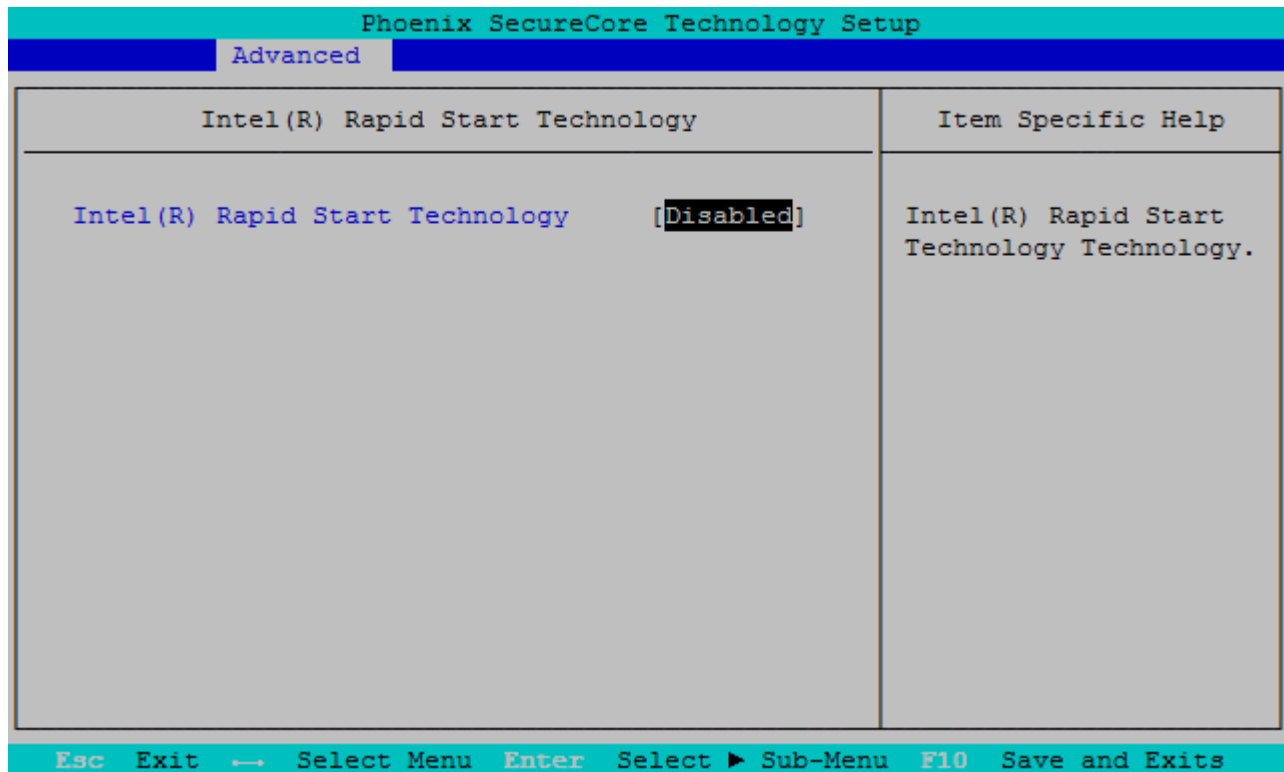 Phoenix SecureCore Technology Setup
Advanced
Intel(R) Rapid Start Technology
Item Specific Help
Intel(R) Rapid Start Technology [Disabled]
Intel(R) Rapid Start
Technology Technology.
Esc Exit ←→ Select Menu Enter Select ► Sub-Menu F10 Save and Exits